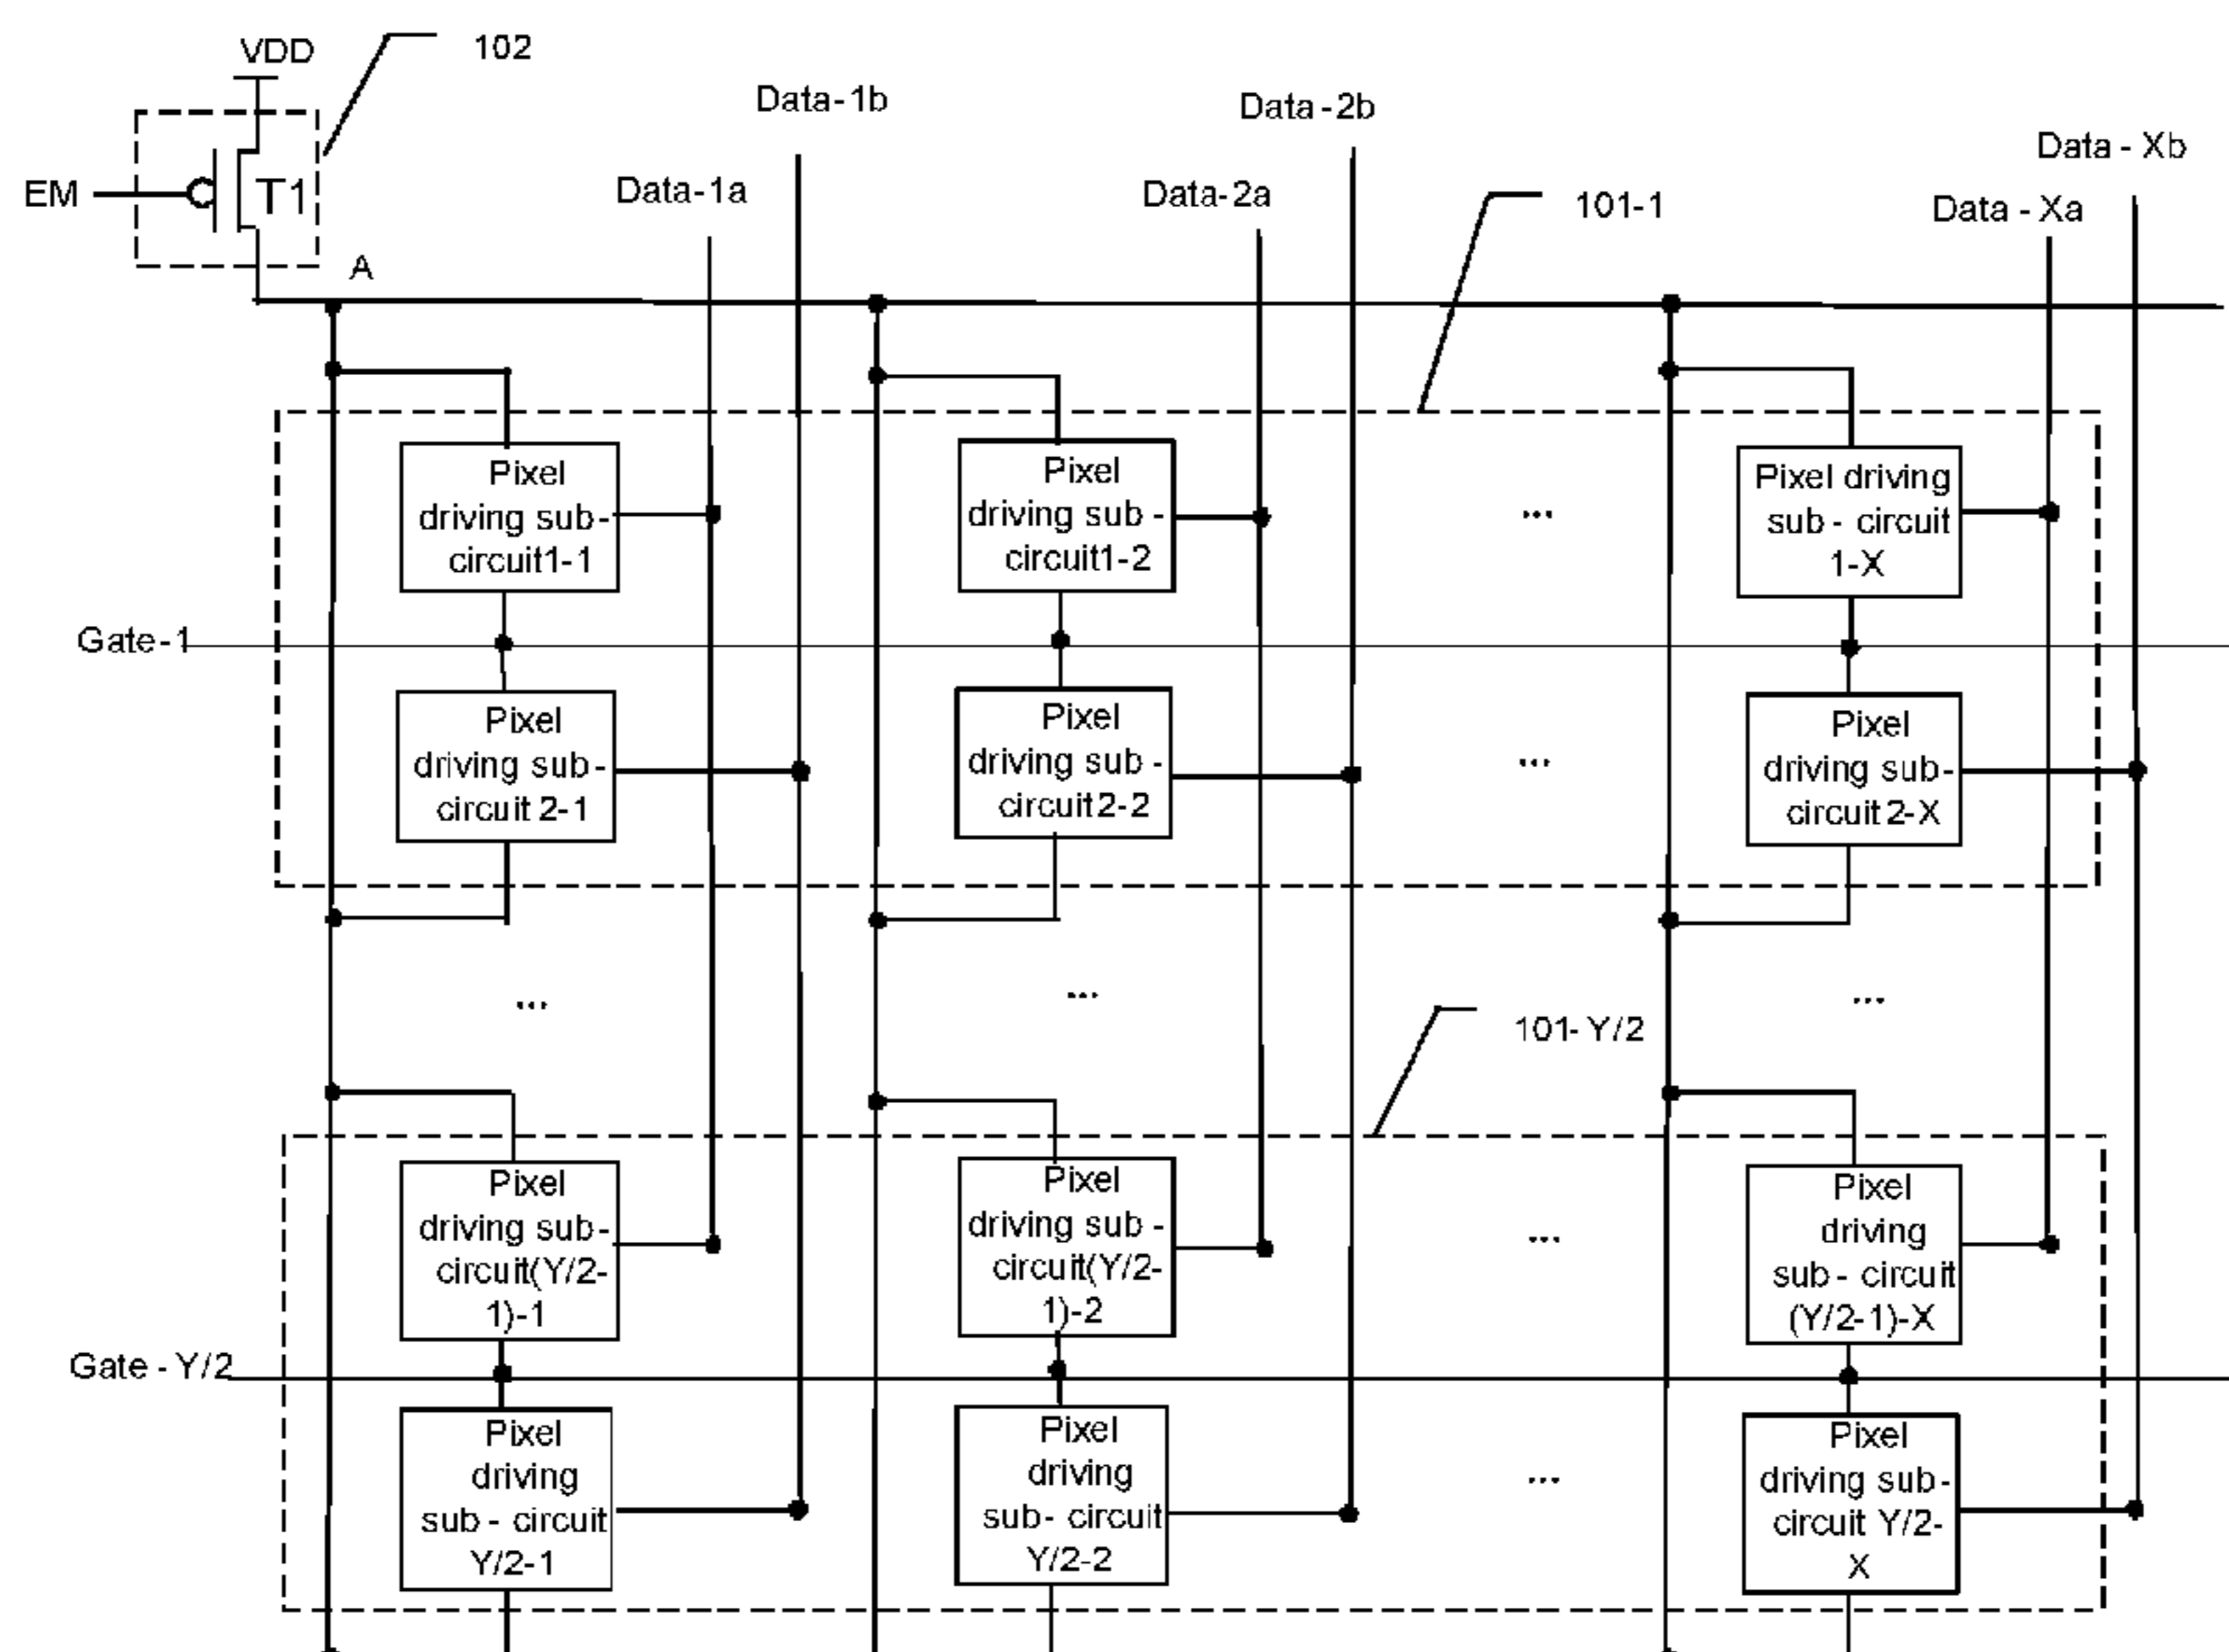 VDD
102
EM
T1
A
Data-1a
Data-1b
Data-2a
Data-2b
101-1
Data - Xa
Data - Xb
Pixel
driving sub-
circuit1-1
Pixel
driving sub -
circuit1-2
...
Pixel driving
sub - circuit
1-X
Gate-1
Pixel
driving sub-
circuit 2-1
Pixel
driving sub -
circuit2-2
...
Pixel
driving sub-
circuit2-X
...
...
...
101-Y/2
Pixel
driving sub-
circuit(Y/2-
1)-1
Pixel
driving sub -
circuit(Y/2-
1)-2
...
Pixel
driving
sub - circuit
(Y/2-1)-X
Gate - Y/2
Pixel
driving
sub - circuit
Y/2-1
Pixel
driving
sub- circuit
Y/2-2
...
Pixel
driving sub-
circuit Y/2-
X